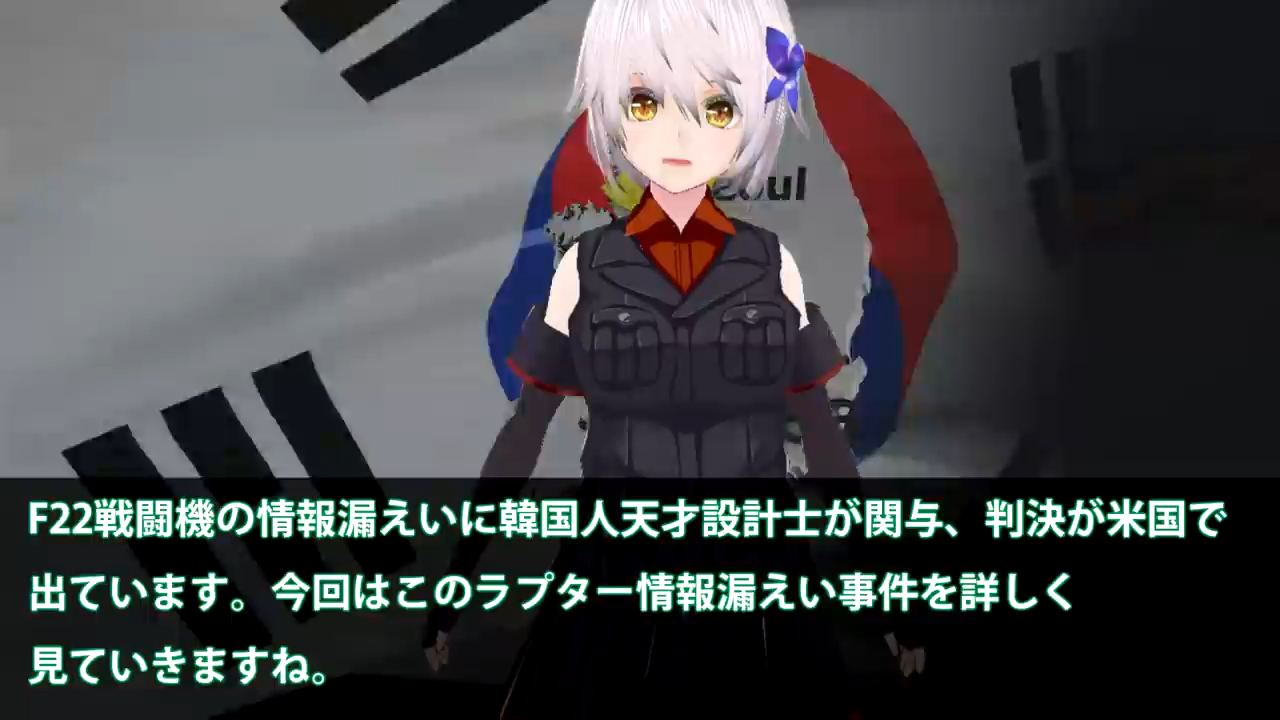 eoul
F22戦闘機の情報漏えいに韓国人天才設計士が関与、判決が米国で
出ています。今回はこのラプター情報漏えい事件を詳しく
見ていきますね。